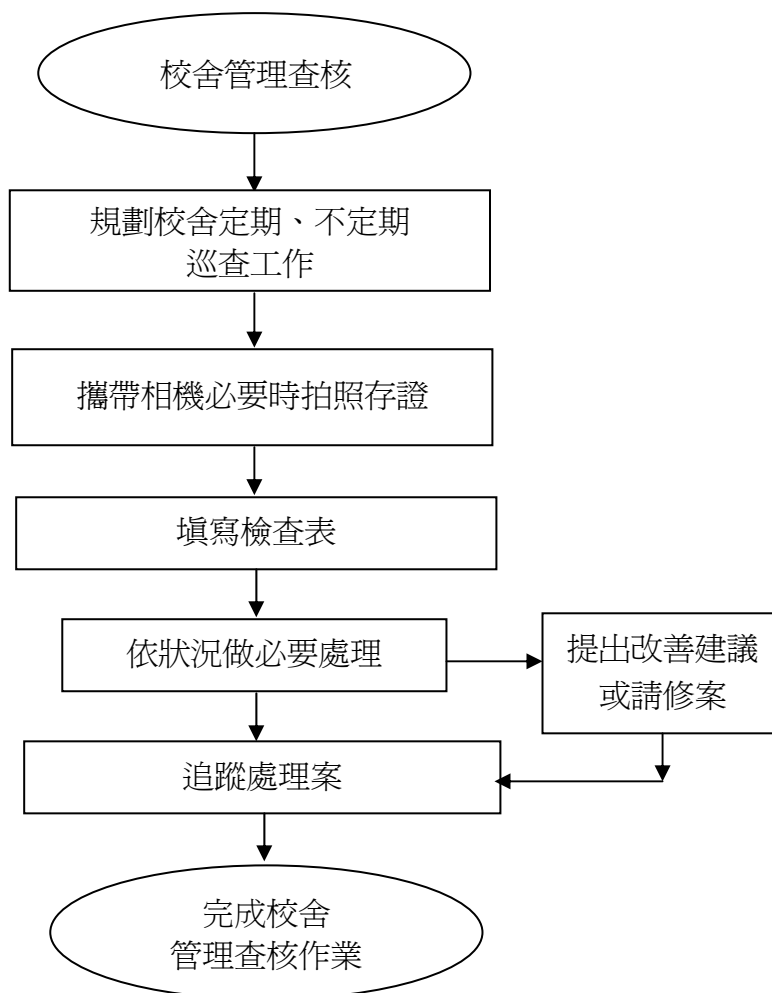 校舍管理查核
規劃校舍定期、不定期
巡查工作
攜帶相機必要時拍照存證
填寫檢查表
依狀況做必要處理
提出改善建議
或請修案
追蹤處理案
完成校舍
管理查核作業